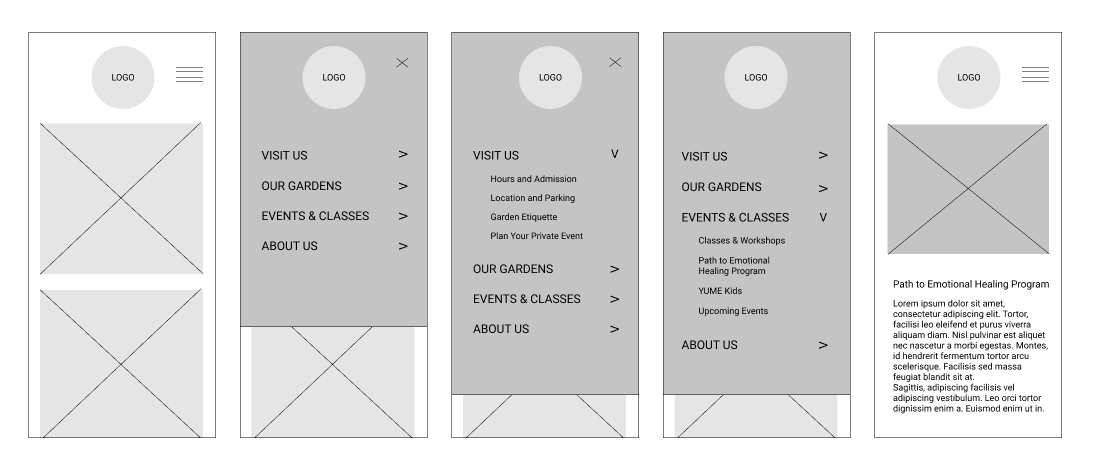 LOGO
LOGO
VISIT US >
OUR GARDENS >
EVENTS & CLASSES >
ABOUT US >
LOGO
VISIT US V
Hours and Admission
Location and Parking
Garden Etiquette
Plan Your Private Event
OUR GARDENS >
EVENTS & CLASSES >
ABOUT US >
LOGO
VISIT US >
OUR GARDENS >
EVENTS & CLASSES V
Classes & Workshops
Path to Emotional
Healing Program
YUME Kids
Upcoming Events
ABOUT US >
LOGO
Path to Emotional Healing Program
Lorem ipsum dolor sit amet,
consectetur adipiscing elit. Tortor,
facilisi leo eleifend et purus viverra
aliquam diam. Nisl pulvinar est aliquet
nec nascetur a morbi egestas. Montes,
id hendrerit fermentum tortor arcu
scelerisque. Facilisis sed massa
feugiat blandit sit at.
Sagittis, adipiscing facilisis vel
adipiscing vestibulum. Leo orci tortor
dignissim enim a. Euismod enim ut in.